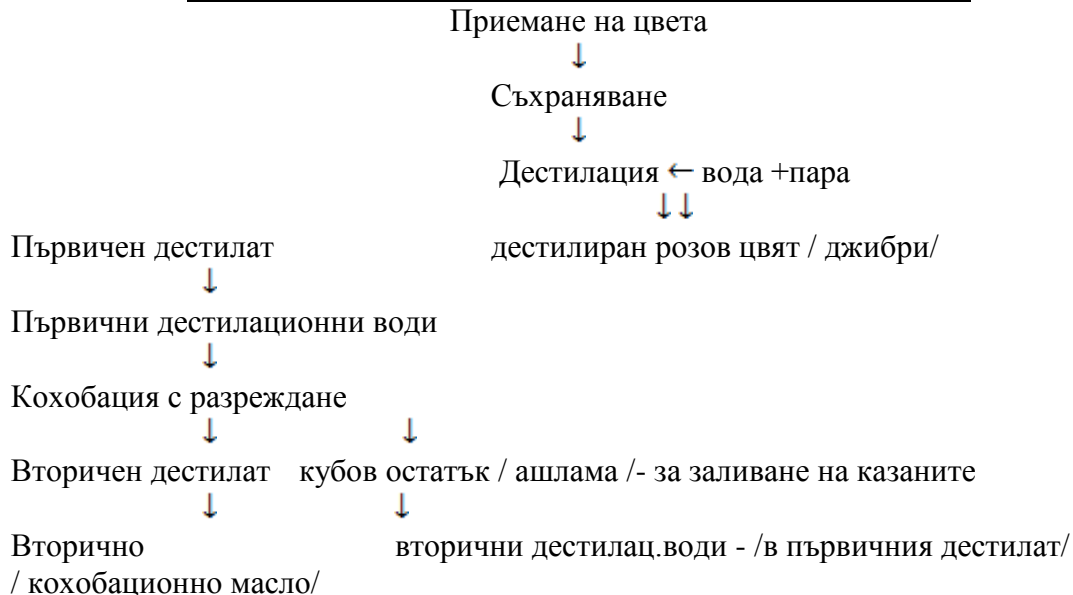 Приемане на цвета
↓
Съхраняване
↓
Дестилация ← вода +пара
↓↓
Първичен дестилат дестилиран розов цвят / джибри/
↓
Първични дестилационни води
↓
Кохобация с разреждане
↓ ↓
Вторичен дестилат кубов остатък / ашлама /- за заливане на казаните
↓ ↓
Вторично вторични дестилац.води - /в първичния дестилат/
/ кохобационно масло/